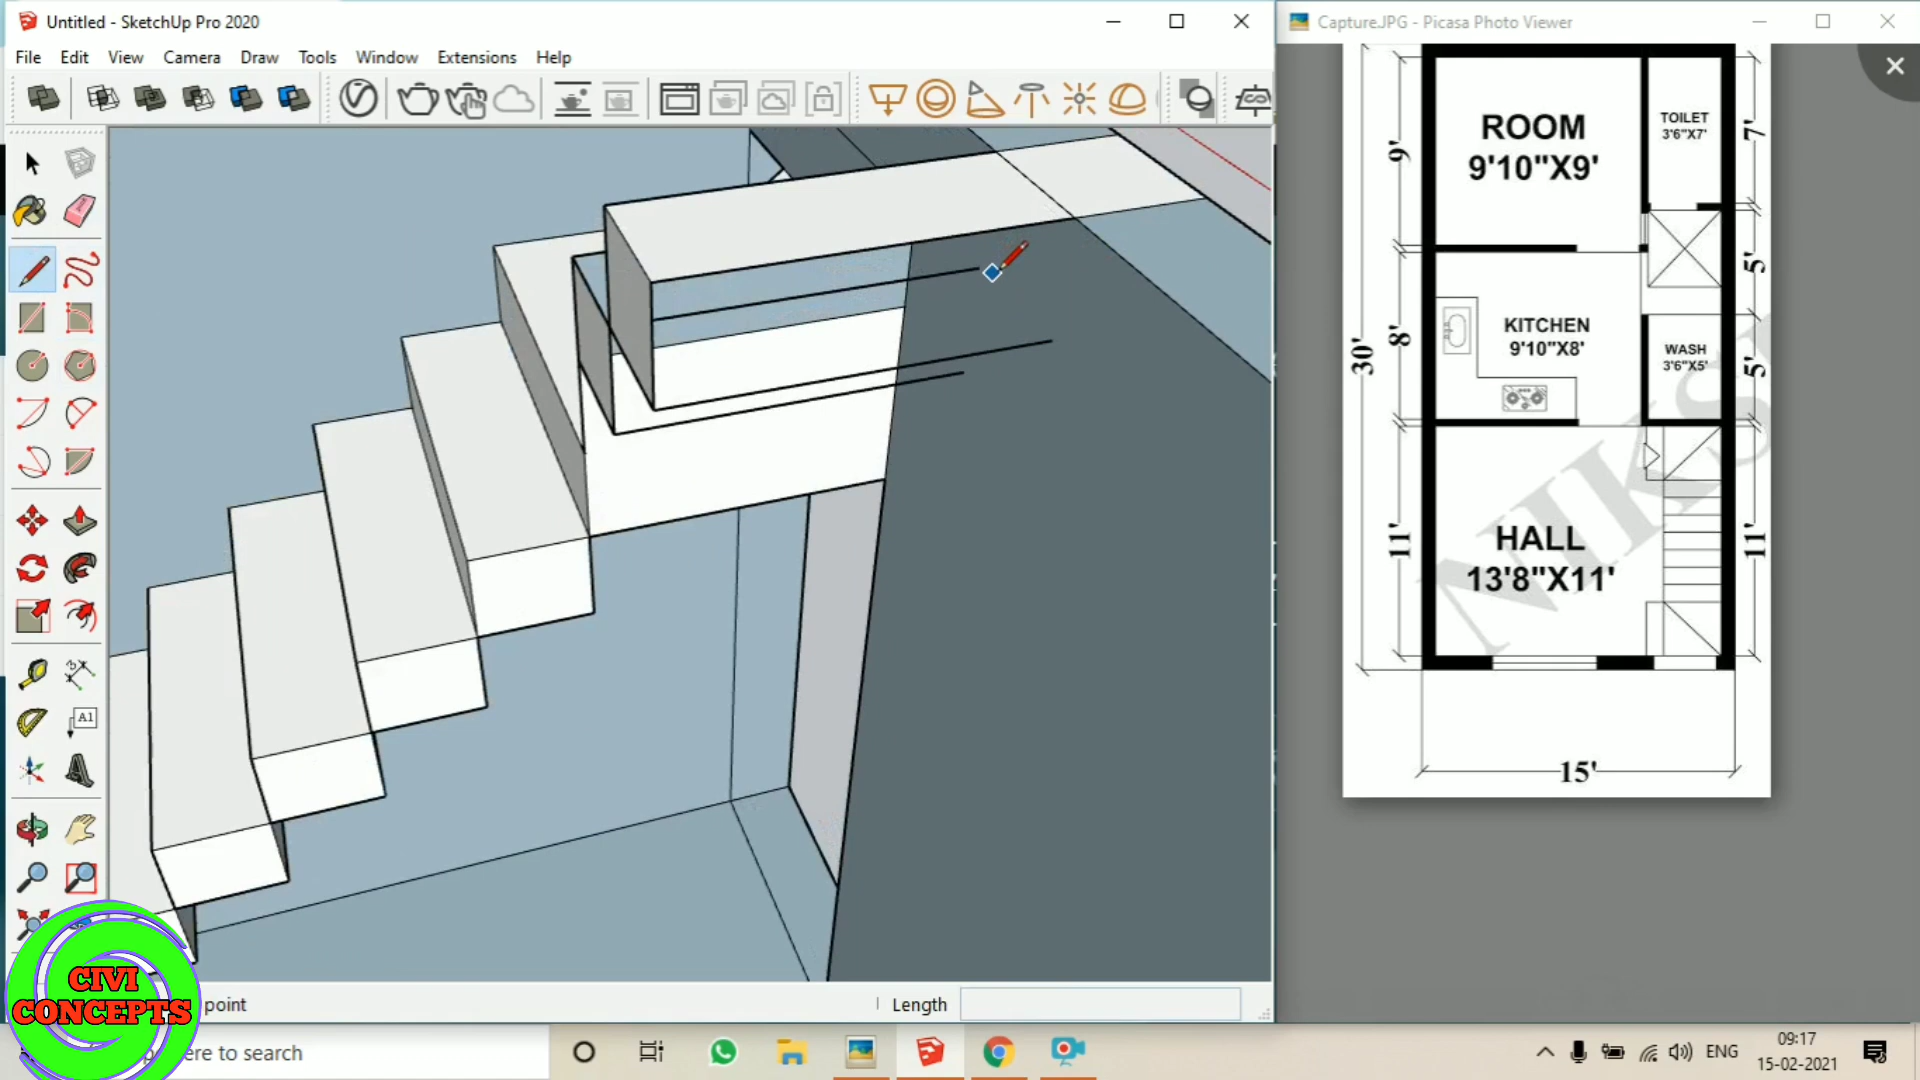 Untitled - SketchUp Pro 2020
File Edit View Camera Draw Tools Window Extensions Help
A1
point
Length
CIVI
CONCEPTS
ere to search
ENG
09:17
15-02-2021
Capture.JPG - Picasa Photo Viewer
ROOM
9'10"X9'
TOILET
3'6"X7'
9'
7'
5'
KITCHEN
9'10"X8'
WASH
3'6"X5'
30'
8'
5'
HALL
13'8"X11'
11'
11'
15'
NIKS